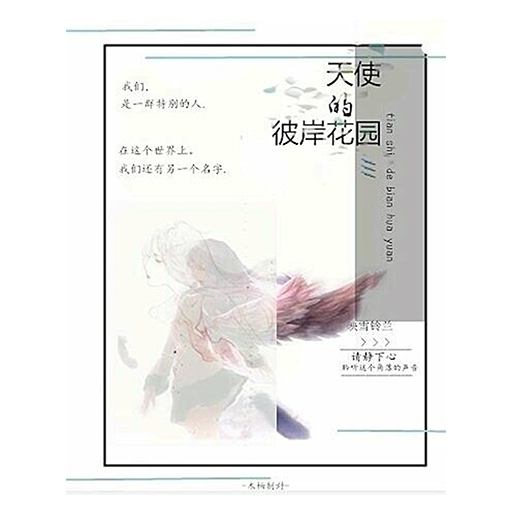 我们,
是一群特别的人.
在这个世界上,
我们还有另一个名字.
天使
的
彼岸花园
tian shi de bian hua yuan
映雪铃兰
>>>
请静下心
聆听这个角落的声音
-木柚制封-